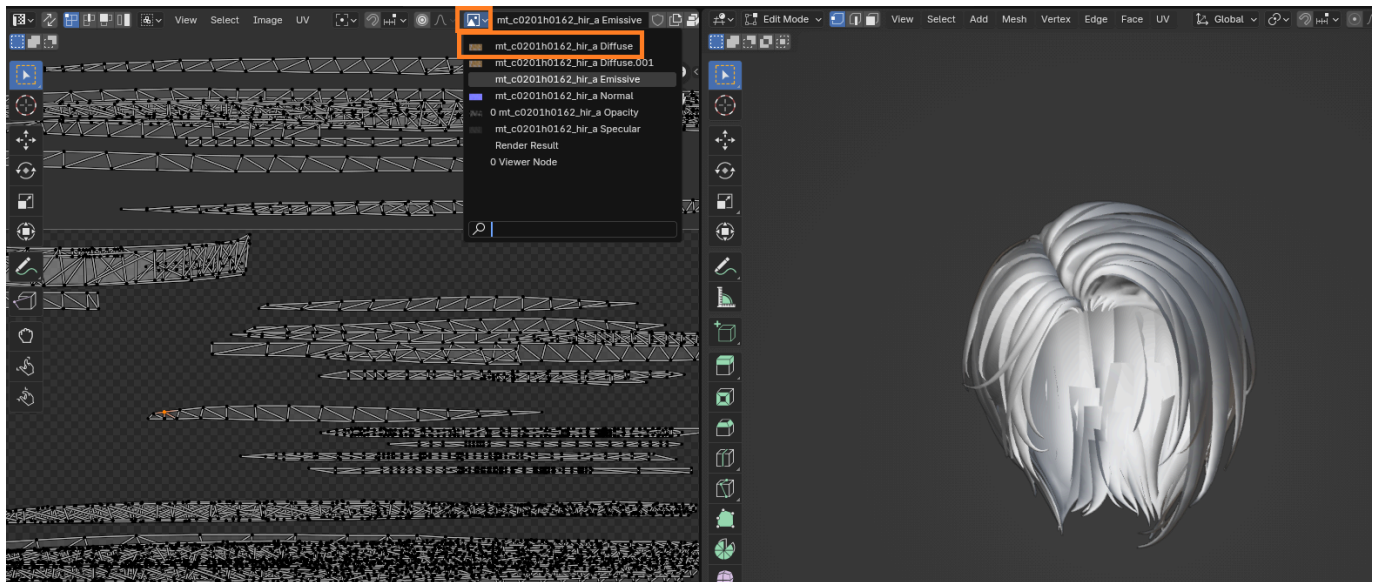 View Select Image UV
mt_c0201h0162_hir_a Emissive
mt_c0201h0162_hir_a Diffuse
mt_c0201h0162_hir_a Diffuse.001
mt_c0201h0162_hir_a Emissive
mt_c0201h0162_hir_a Normal
0 mt_c0201h0162_hir_a Opacity
mt_c0201h0162_hir_a Specular
Render Result
0 Viewer Node
Edit Mode View Select Add Mesh Vertex Edge Face UV Global